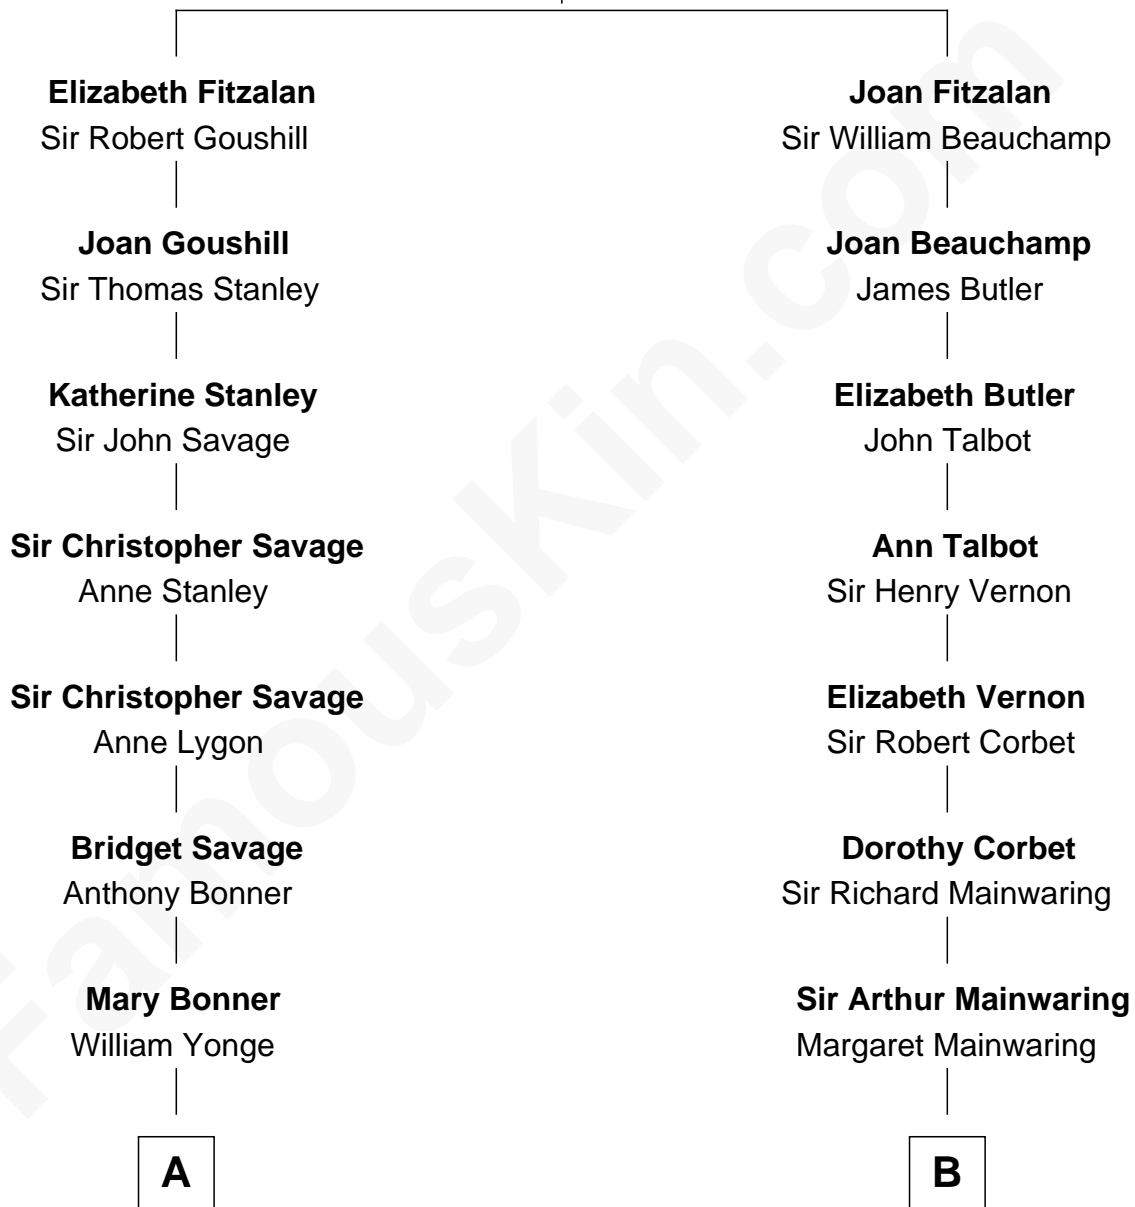 Elizabeth Fitzalan
Sir Robert Goushill
Joan Goushill
Sir Thomas Stanley
Katherine Stanley
Sir John Savage
Sir Christopher Savage
Anne Stanley
Sir Christopher Savage
Anne Lygon
Bridget Savage
Anthony Bonner
Mary Bonner
William Yonge
A
Joan Fitzalan
Sir William Beauchamp
Joan Beauchamp
James Butler
Elizabeth Butler
John Talbot
Ann Talbot
Sir Henry Vernon
Elizabeth Vernon
Sir Robert Corbet
Dorothy Corbet
Sir Richard Mainwaring
Sir Arthur Mainwaring
Margaret Mainwaring
B
FamousKin.com